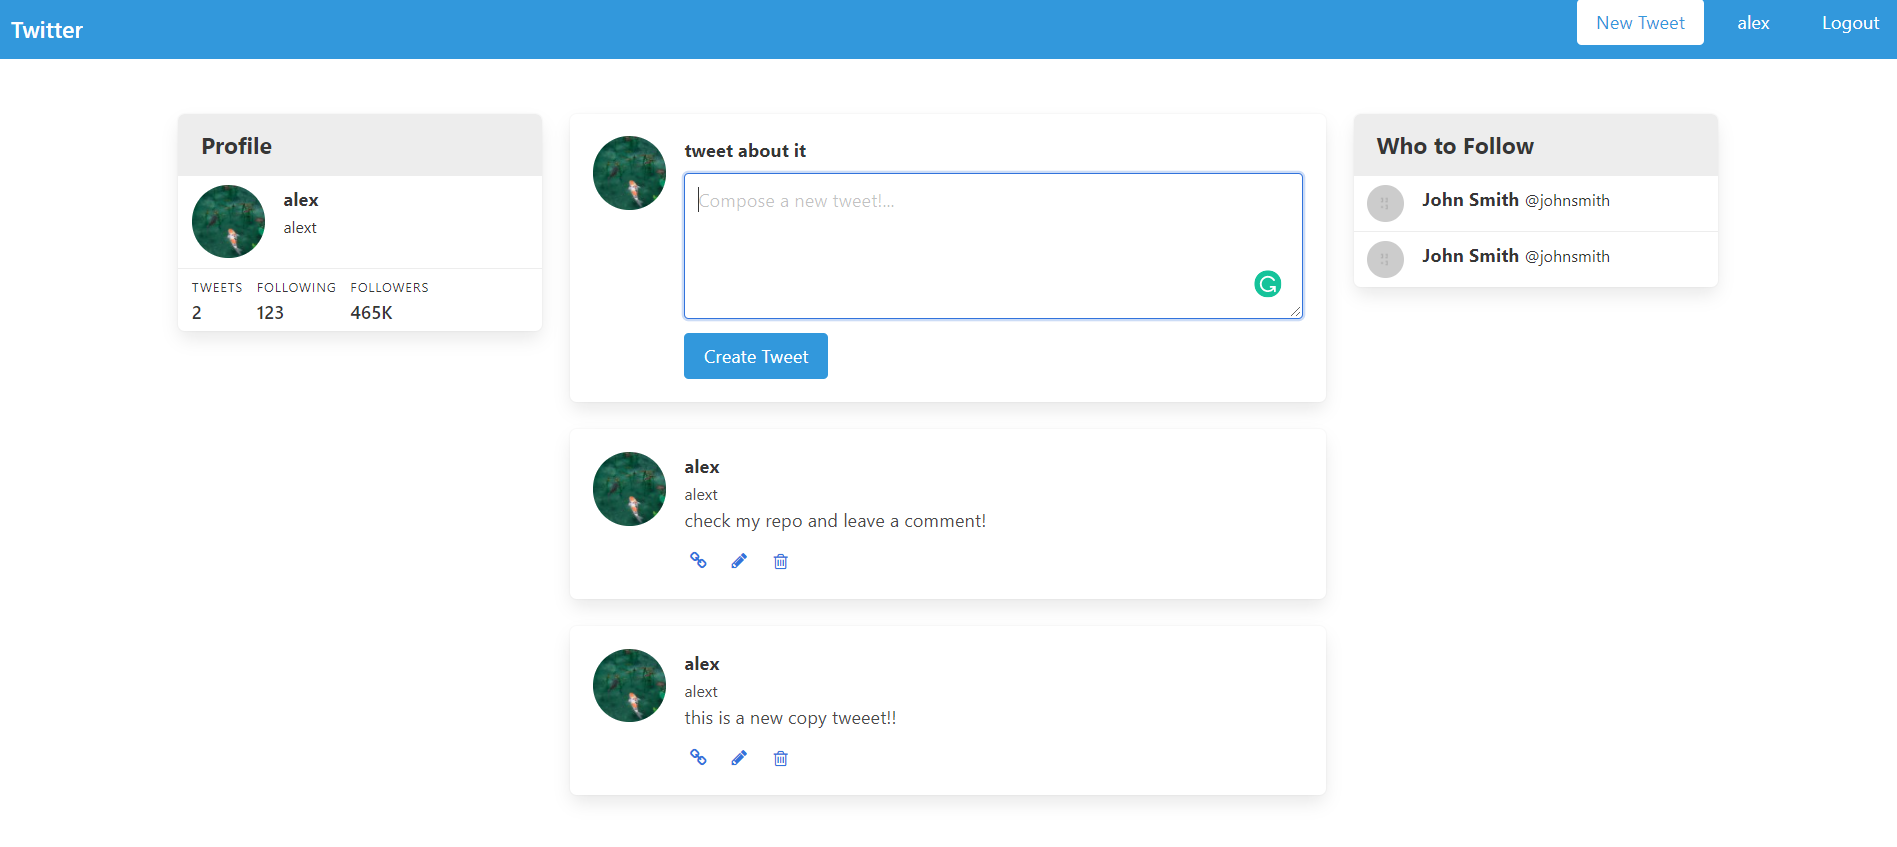 Twitter
New Tweet
alex
Logout
Profile
alex
alext
TWEETS FOLLOWING FOLLOWERS
2 123 465K
tweet about it
Compose a new tweet!...
Create Tweet
alex
alext
check my repo and leave a comment!
alex
alext
this is a new copy tweeet!!
Who to Follow
John Smith @johnsmith
John Smith @johnsmith